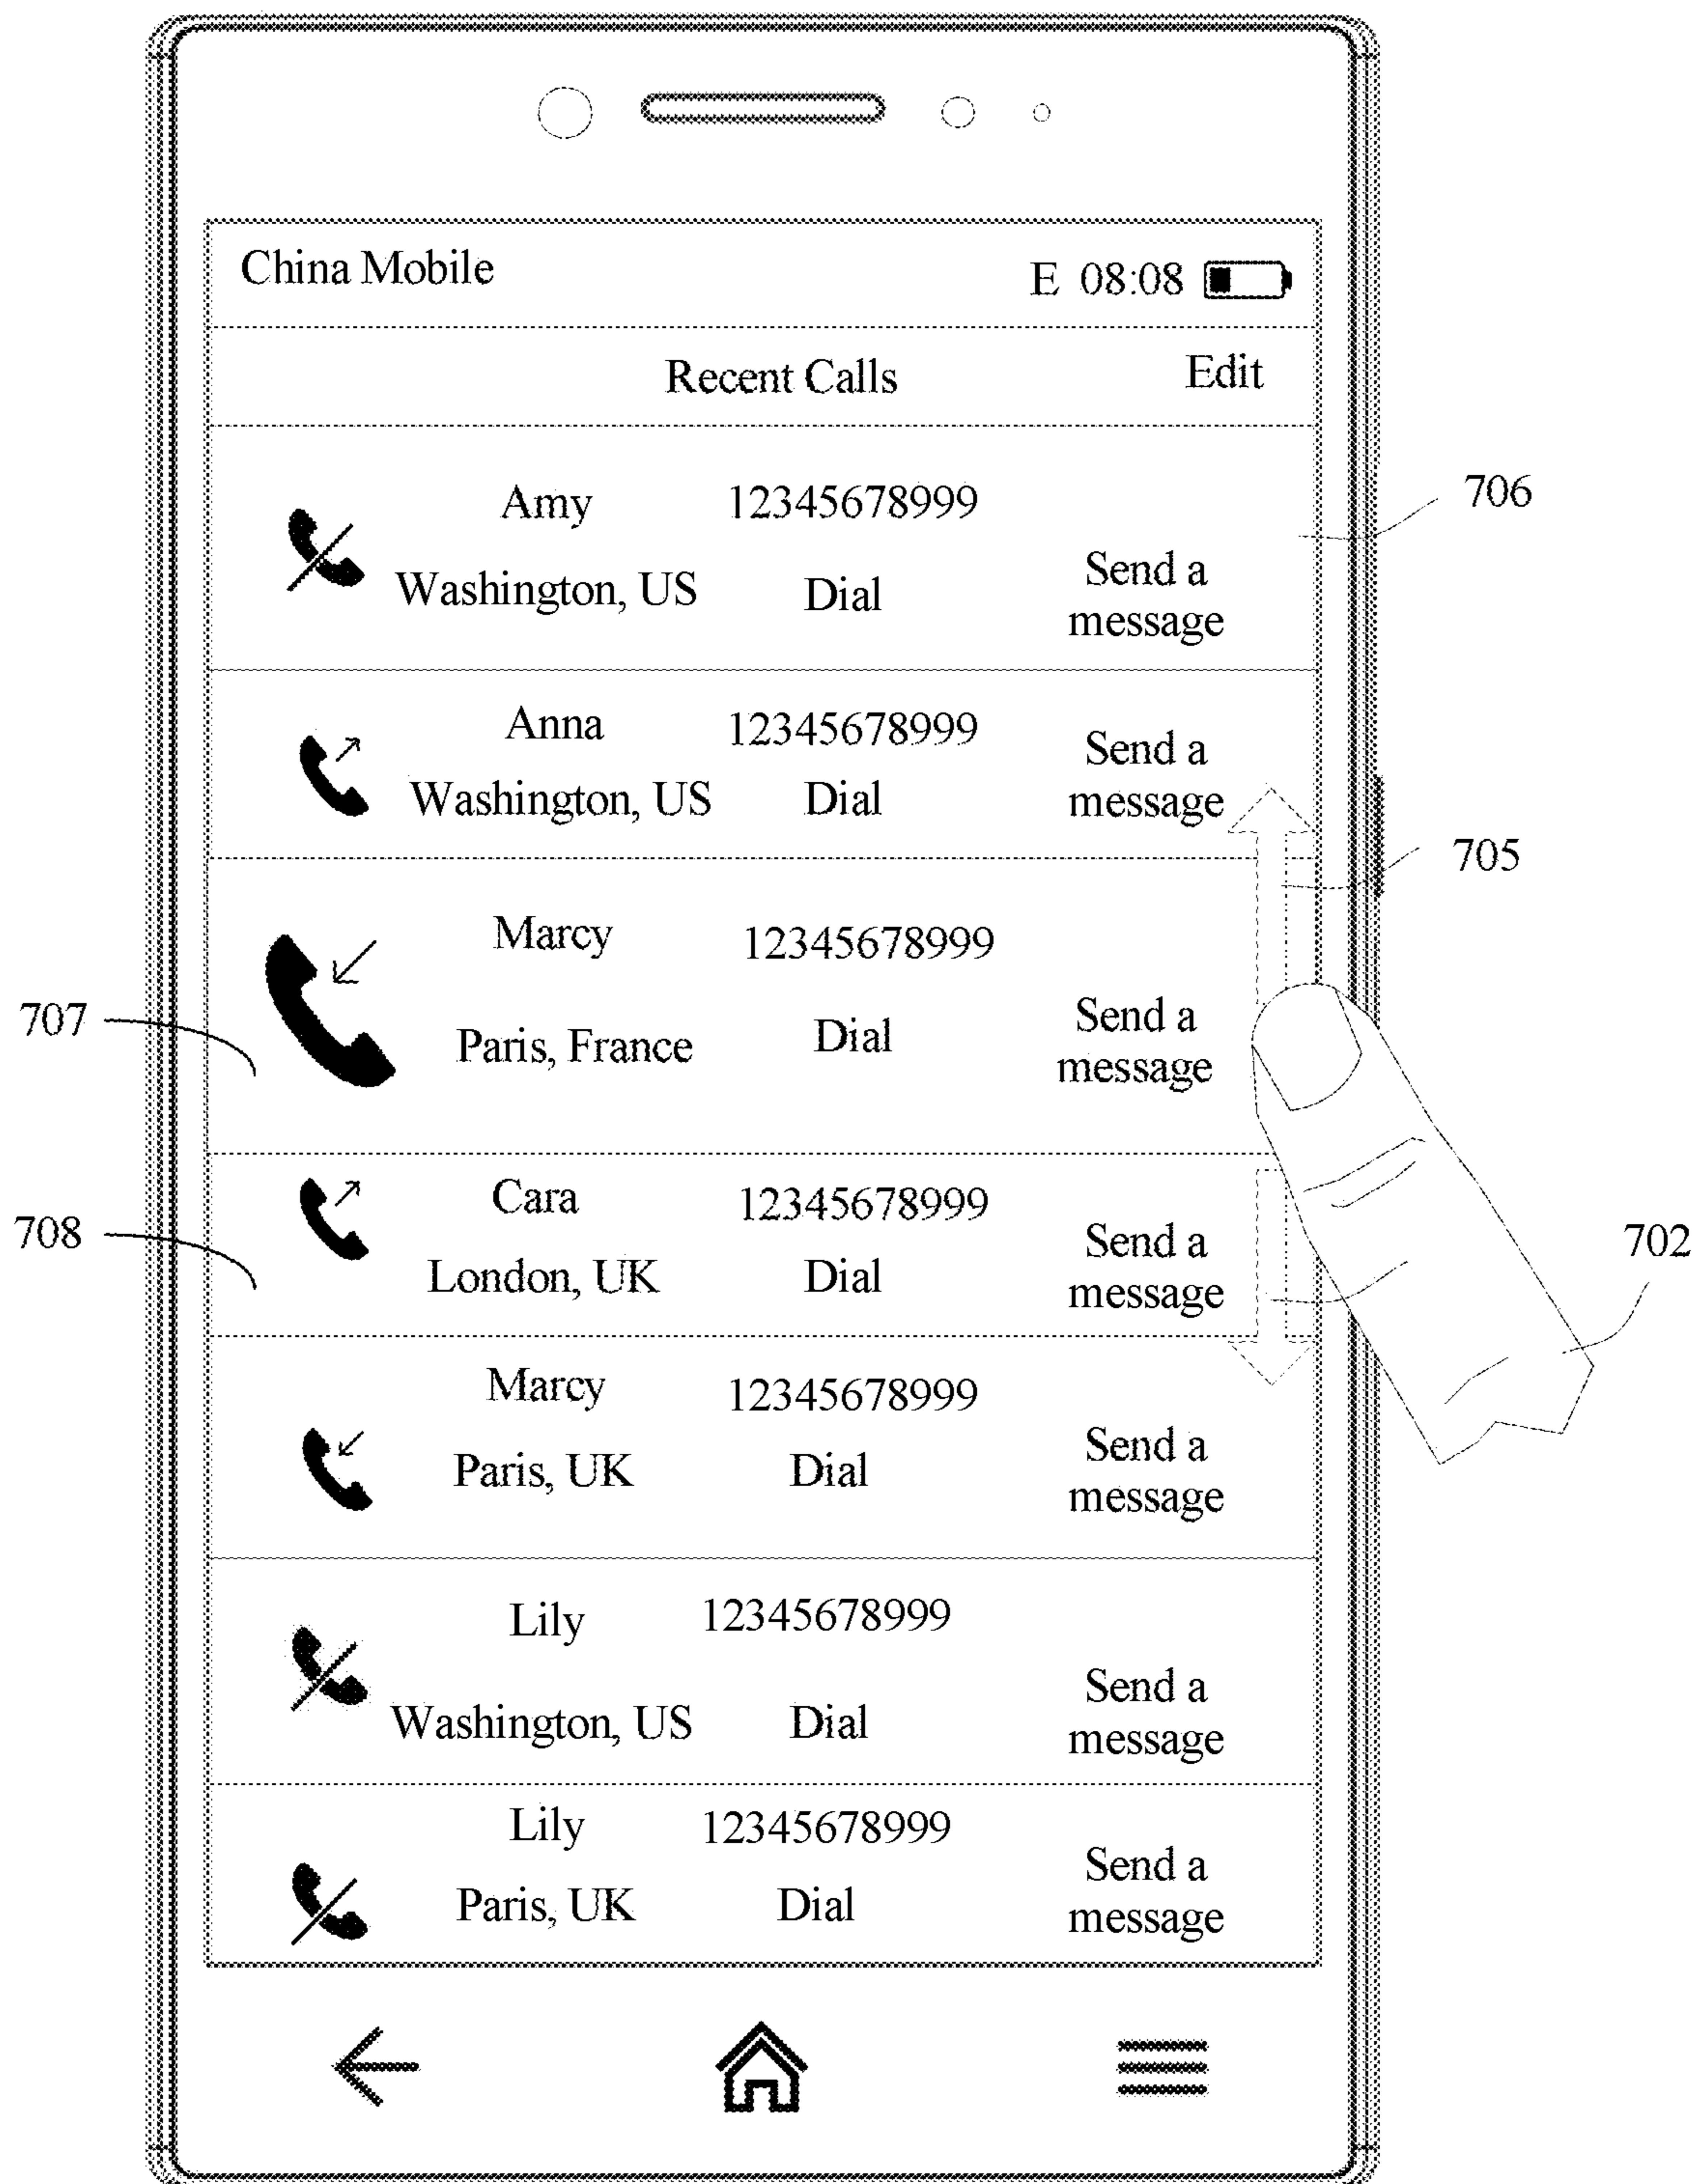 China Mobile
E 08:08
Recent Calls
Edit
Amy 12345678999
Washington, US Dial
Send a
message
706
Anna 12345678999
Washington, US Dial
Send a
message
705
Marcy 12345678999
Paris, France Dial
Send a
message
707
Cara 12345678999
London, UK Dial
Send a
message
708
702
Marcy 12345678999
Paris, UK Dial
Send a
message
Lily 12345678999
Washington, US Dial
Send a
message
Lily 12345678999
Paris, UK Dial
Send a
message